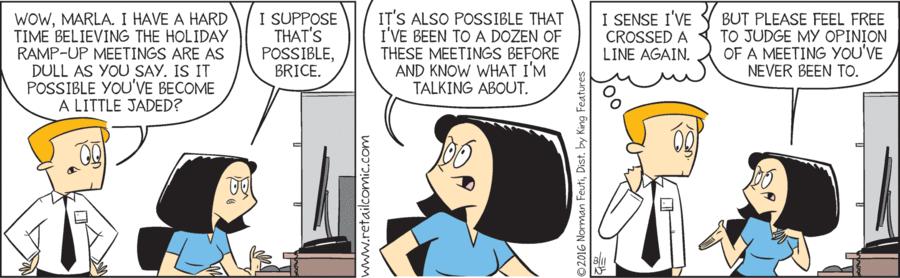 WOW, MARLA. I HAVE A HARD
TIME BELIEVING THE HOLIDAY
RAMP-UP MEETINGS ARE AS
DULL AS YOU SAY. IS IT
POSSIBLE YOU'VE BECOME
A LITTLE JADED?
I SUPPOSE
THAT'S
POSSIBLE,
BRICE.
www.retailcomic.com
IT'S ALSO POSSIBLE THAT
I'VE BEEN TO A DOZEN OF
THESE MEETINGS BEFORE
AND KNOW WHAT I'M
TALKING ABOUT.
©2016 Norman Feuti, Dist. by King Features
I SENSE I'VE
CROSSED A
LINE AGAIN.
BUT PLEASE FEEL FREE
TO JUDGE MY OPINION
OF A MEETING YOU'VE
NEVER BEEN TO.
8/11
NF